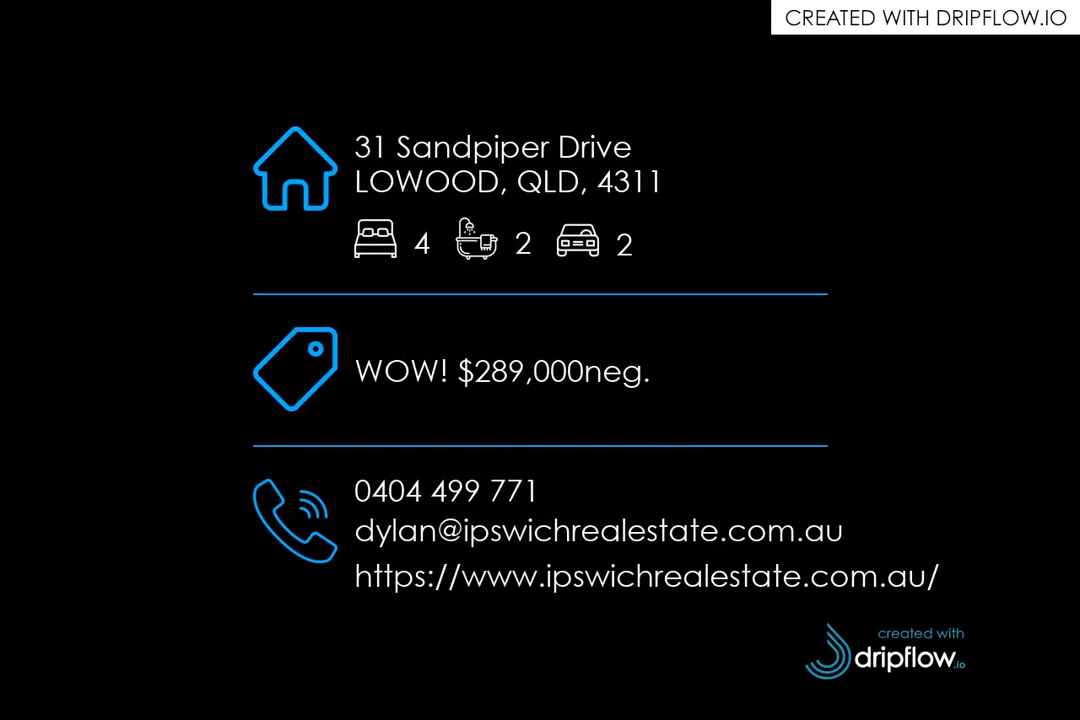 CREATED WITH DRIPFLOW.IO
31 Sandpiper Drive
LOWOOD, QLD, 4311
4 2 2
WOW! $289,000neg.
0404 499 771
dylan@ipswichrealestate.com.au
https://www.ipswichrealestate.com.au/
created with
dripflow.io